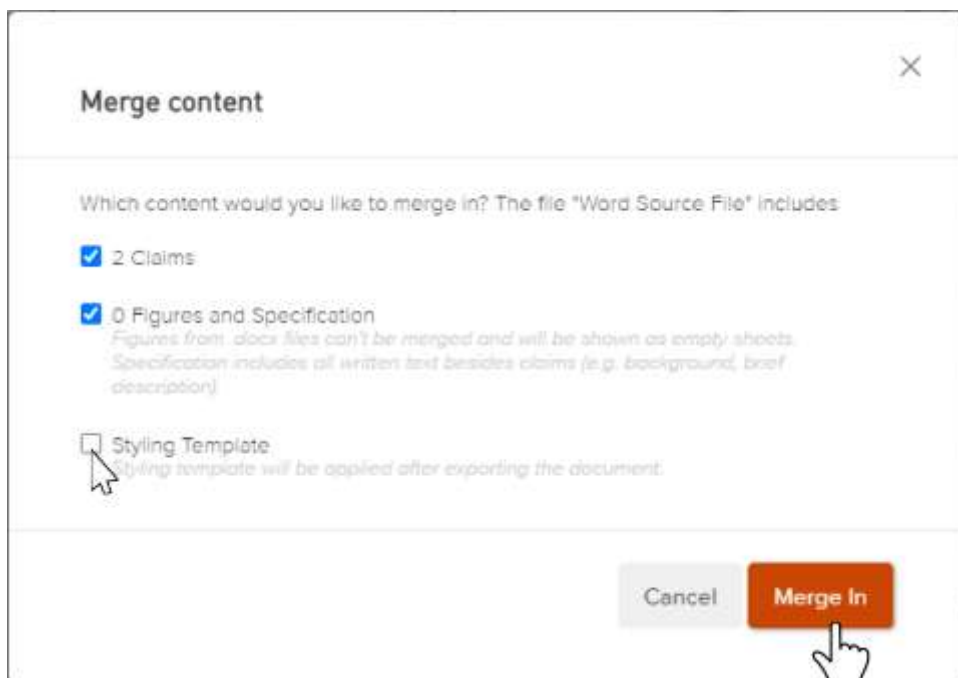 Merge content
Which content would you like to merge in? The file "Word Source File" includes
2 Claims
0 Figures and Specification
Figures from .docx files can't be merged and will be shown as empty sheets.
Specification includes all written text besides claims (e.g. background, brief
description)
Styling Template
Styling template will be applied after exporting the document.
Cancel
Merge In